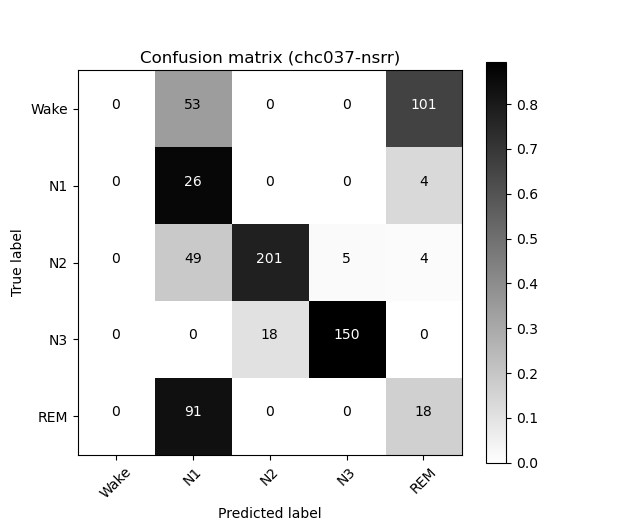 Confusion matrix (chc037-nsrr)
True label
Wake 0 53 0 0 101
N1 0 26 0 0 4
N2 0 49 201 5 4
N3 0 0 18 150 0
REM 0 91 0 0 18
Wake N1 N2 N3 REM
Predicted label
0.8
0.7
0.6
0.5
0.4
0.3
0.2
0.1
0.0